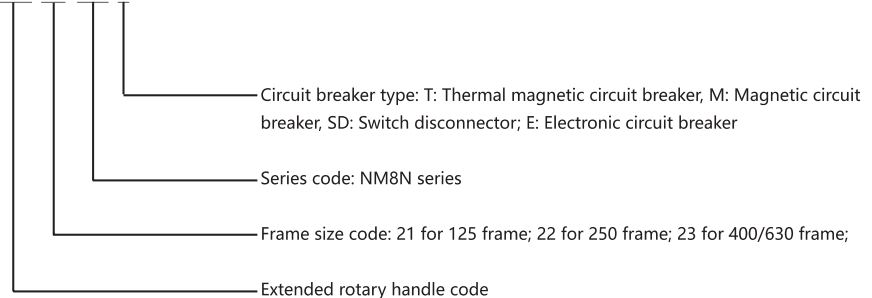 Circuit breaker type: T: Thermal magnetic circuit breaker, M: Magnetic circuit
breaker, SD: Switch disconnector; E: Electronic circuit breaker
Series code: NM8N series
Frame size code: 21 for 125 frame; 22 for 250 frame; 23 for 400/630 frame;
Extended rotary handle code